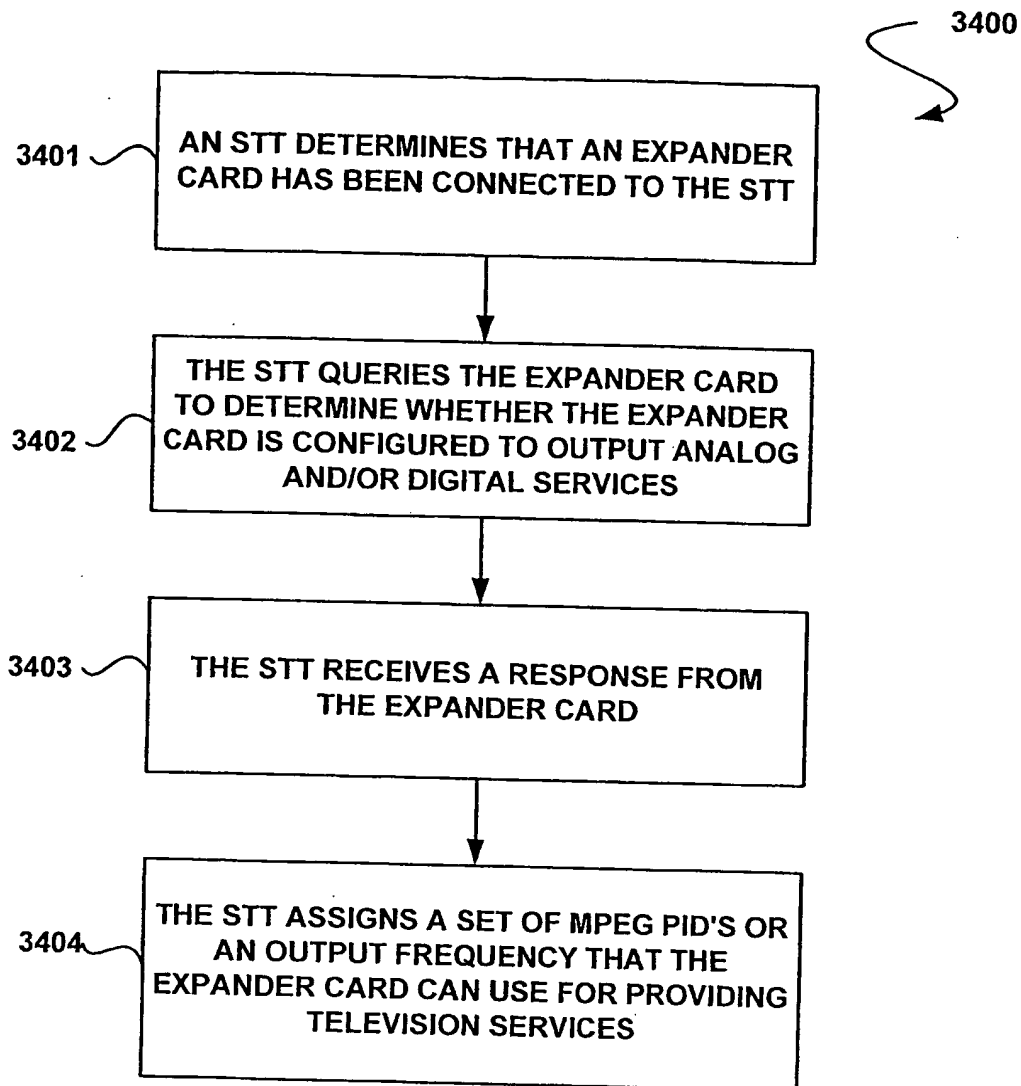 3400
3401
AN STT DETERMINES THAT AN EXPANDER
CARD HAS BEEN CONNECTED TO THE STT
3402
THE STT QUERIES THE EXPANDER CARD
TO DETERMINE WHETHER THE EXPANDER
CARD IS CONFIGURED TO OUTPUT ANALOG
AND/OR DIGITAL SERVICES
3403
THE STT RECEIVES A RESPONSE FROM
THE EXPANDER CARD
3404
THE STT ASSIGNS A SET OF MPEG PID'S OR
AN OUTPUT FREQUENCY THAT THE
EXPANDER CARD CAN USE FOR PROVIDING
TELEVISION SERVICES